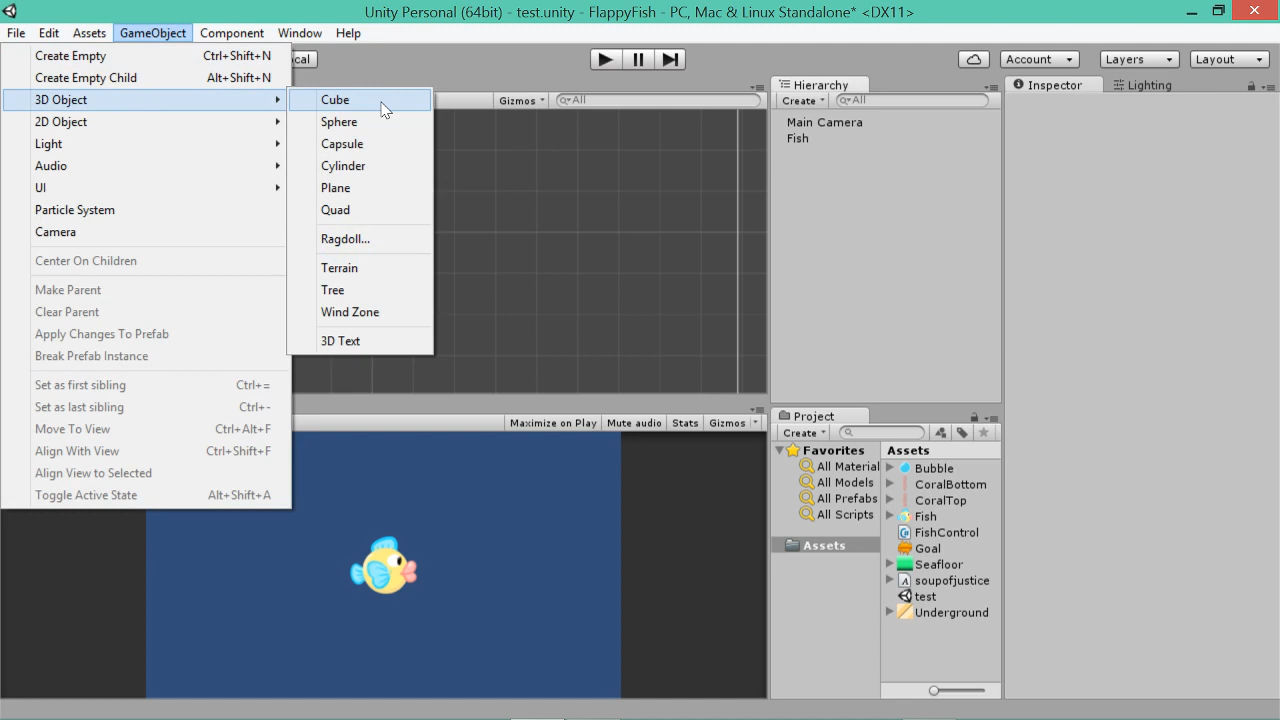 Unity Personal (64bit) - test.unity - FlappyFish - PC, Mac & Linux Standalone* <DX11>
File Edit Assets GameObject Component Window Help
cal Account Layers Layout
Create Empty Ctrl+Shift+N
Create Empty Child Alt+Shift+N
3D Object
2D Object
Light
Audio
UI
Particle System
Camera
Center On Children
Make Parent
Clear Parent
Apply Changes To Prefab
Break Prefab Instance
Set as first sibling Ctrl+=
Set as last sibling Ctrl+-
Move To View Ctrl+Alt+F
Align With View Ctrl+Shift+F
Align View to Selected
Toggle Active State Alt+Shift+A
Cube
Sphere
Capsule
Cylinder
Plane
Quad
Ragdoll...
Terrain
Tree
Wind Zone
3D Text
Gizmos All
Maximize on Play Mute audio Stats Gizmos
Hierarchy
Create All
Main Camera
Fish
Project
Create
Favorites
All Material
All Models
All Prefabs
All Scripts
Assets
Assets
Bubble
CoralBottom
CoralTop
Fish
FishControl
Goal
Seafloor
soupofjustice
test
Underground
Inspector Lighting